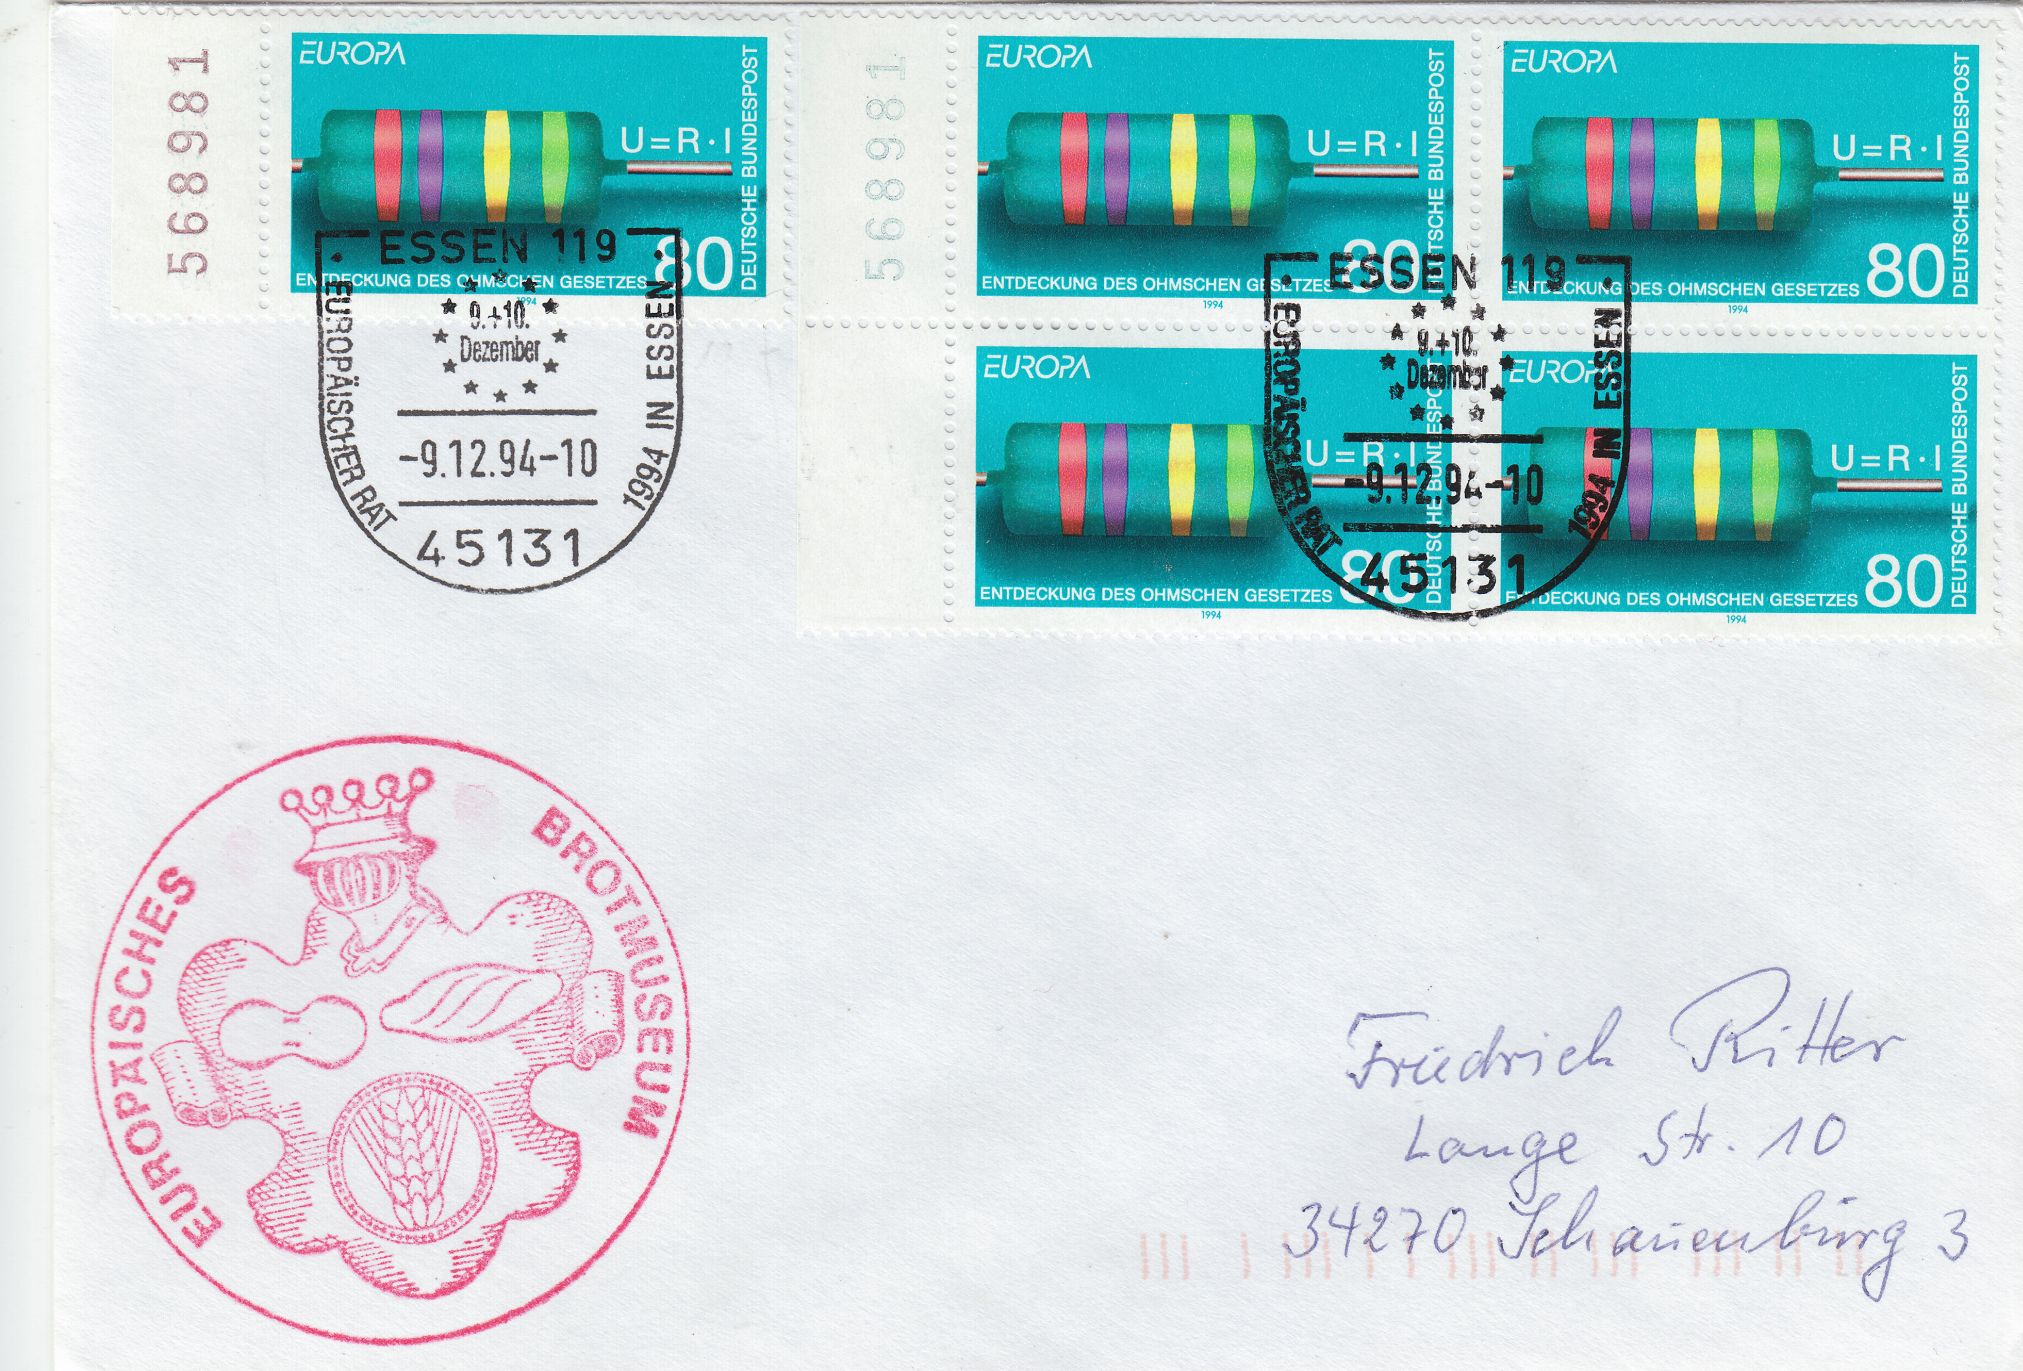 568981
EUROPA
U=R·I
DEUTSCHE BUNDESPOST
ENTDECKUNG DES OHMSCHEN GESETZES
80
1994
568981
EUROPA
U=R·I
DEUTSCHE BUNDESPOST
ENTDECKUNG DES OHMSCHEN GESETZES
80
1994
EUROPA
U=R·I
DEUTSCHE BUNDESPOST
ENTDECKUNG DES OHMSCHEN GESETZES
80
1994
EUROPA
U=R·I
DEUTSCHE BUNDESPOST
ENTDECKUNG DES OHMSCHEN GESETZES
80
1994
EUROPA
U=R·I
DEUTSCHE BUNDESPOST
ENTDECKUNG DES OHMSCHEN GESETZES
80
1994
· ESSEN 119 ·
EUROPÄISCHER RAT 1994 IN ESSEN
9.+10.
Dezember
-9.12.94-10
45131
· ESSEN 119 ·
EUROPÄISCHER RAT 1994 IN ESSEN
9.+10.
Dezember
-9.12.94-10
45131
EUROPÄISCHES BROTMUSEUM
Friedrich Ritter
Lange Str. 10
34270 Schauenburg 3